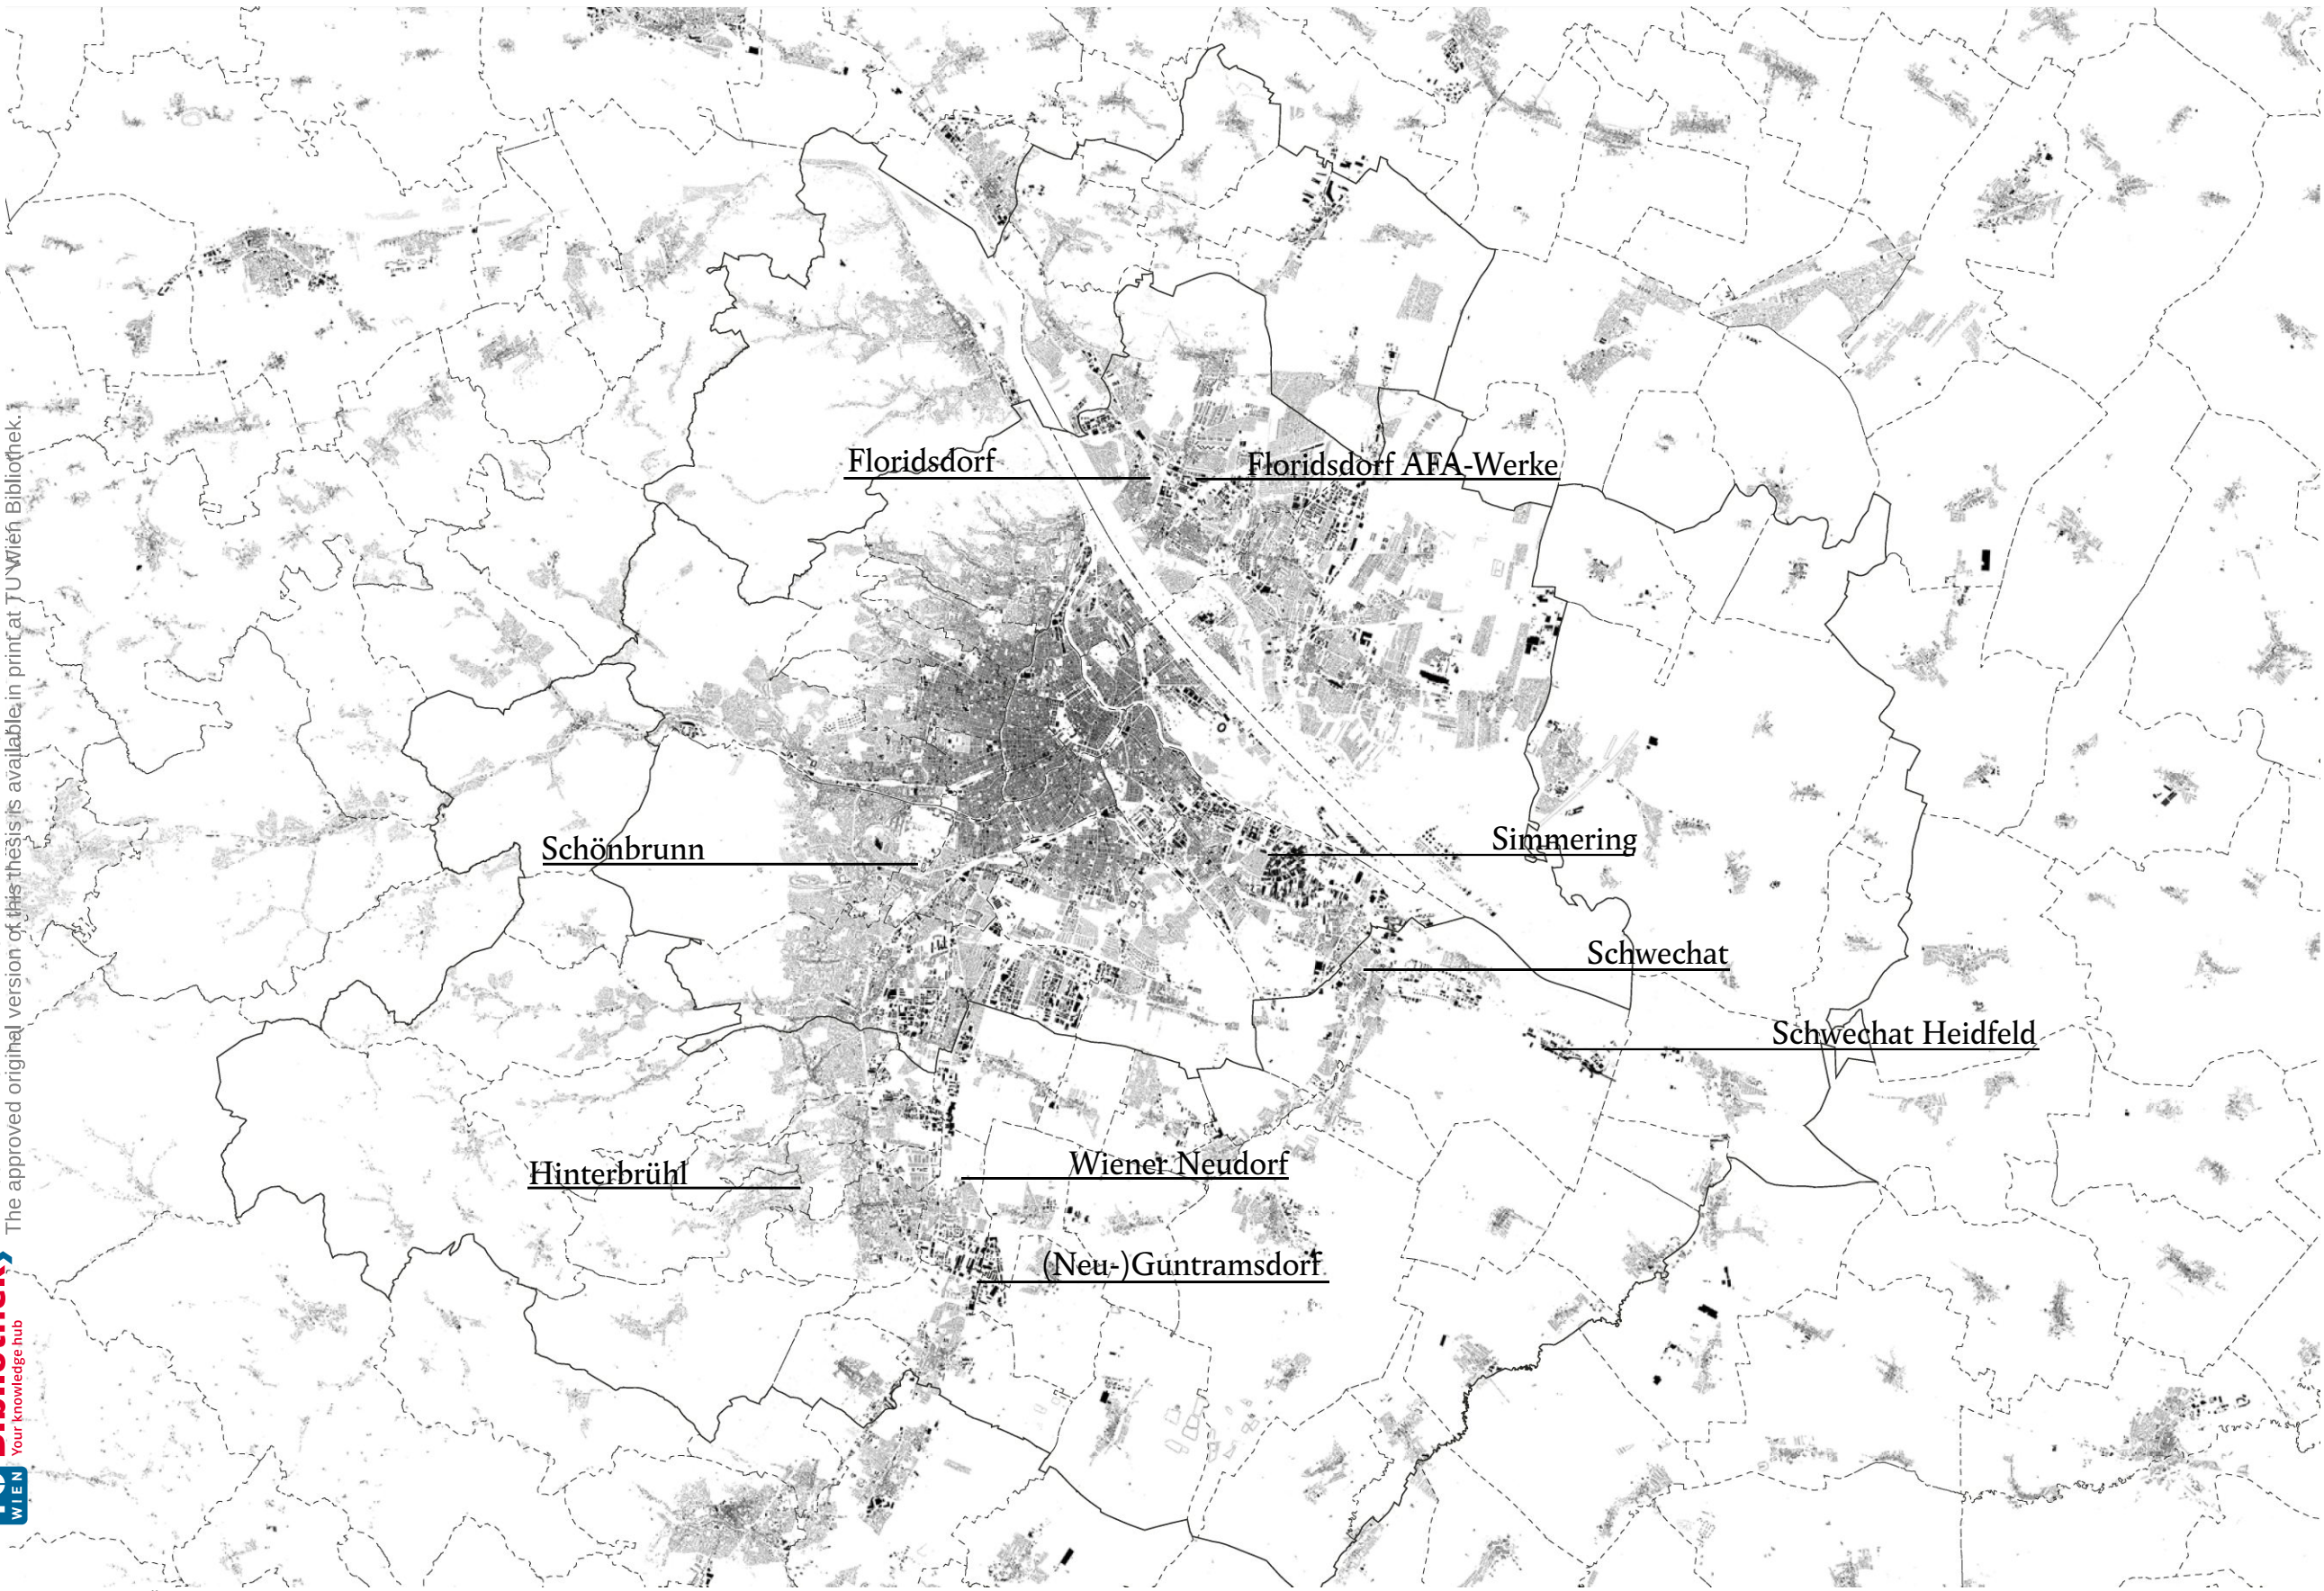 Floridsdorf
Floridsdorf AFA-Werke
Schönbrunn
Simmering
Schwechat
Schwechat Heidfeld
Hinterbrühl
Wiener Neudorf
(Neu-)Guntramsdorf
The approved original version of this thesis is available in print at TU Wien Bibliothek.
Bibliothek
Your knowledge hub
WIEN